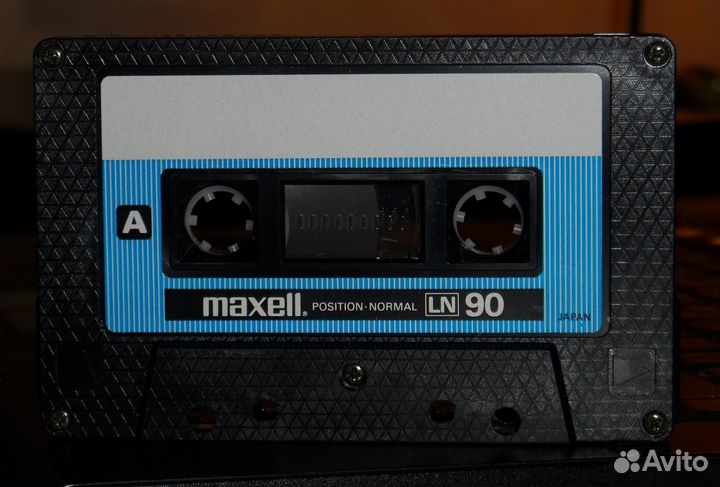 A
maxell® POSITION·NORMAL LN 90
JAPAN
Avito